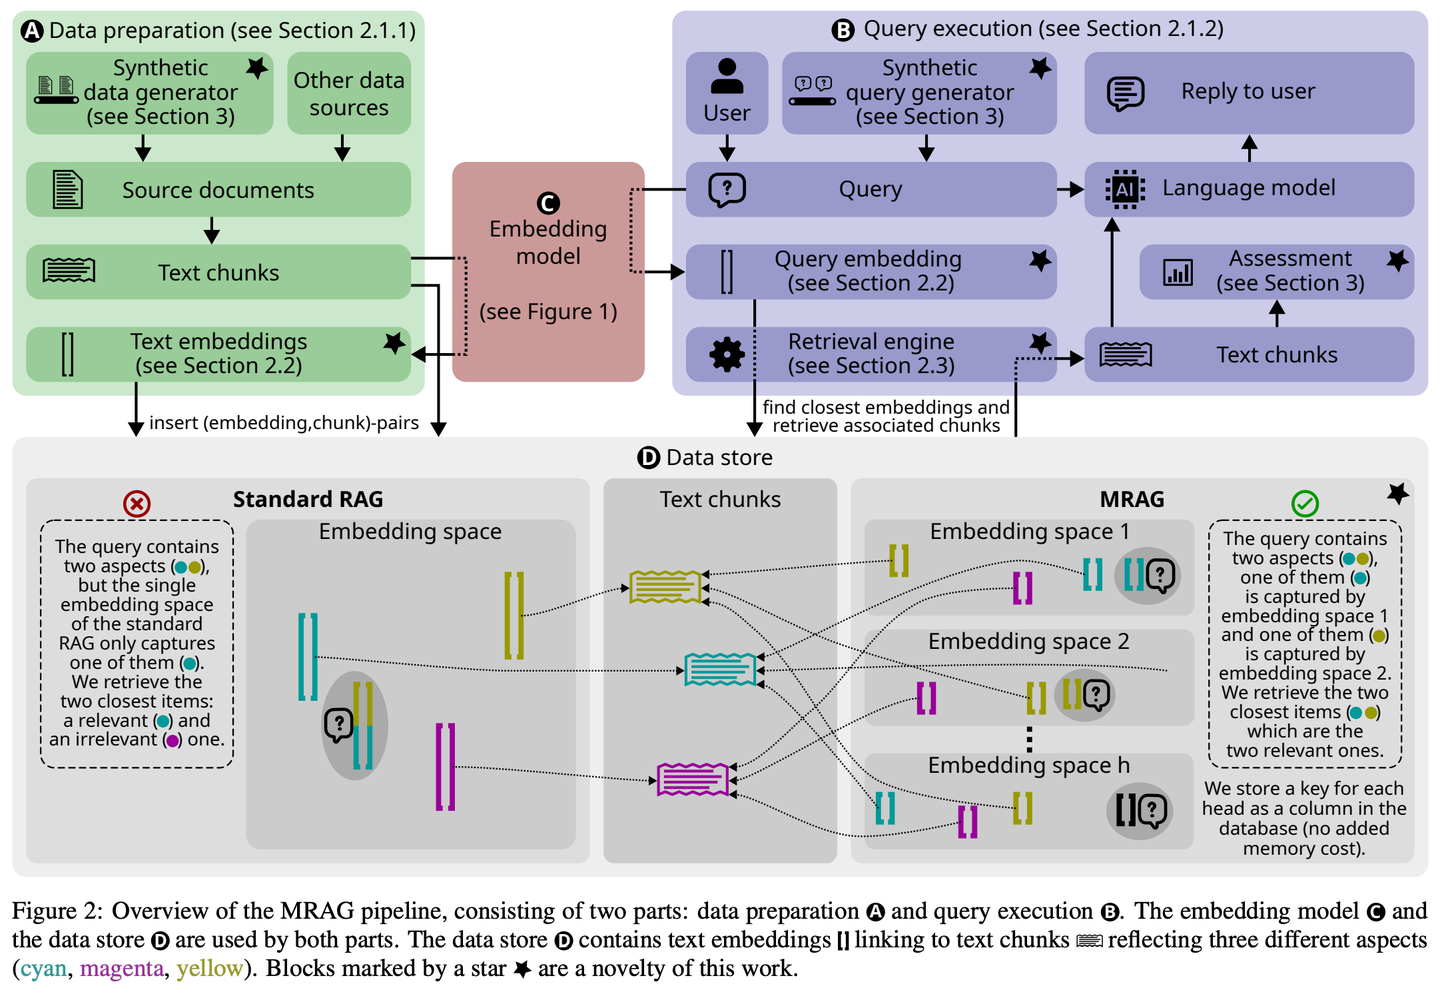 A Data preparation (see Section 2.1.1)
Synthetic
data generator
(see Section 3)
Other data
sources
Source documents
Text chunks
Text embeddings
(see Section 2.2)
insert (embedding,chunk)-pairs
C
Embedding
model
(see Figure 1)
B Query execution (see Section 2.1.2)
User
?
?
Synthetic
query generator
(see Section 3)
Reply to user
?
Query
AI
Language model
Query embedding
(see Section 2.2)
Assessment
(see Section 3)
Retrieval engine
(see Section 2.3)
Text chunks
find closest embeddings and
retrieve associated chunks
D Data store
Standard RAG
The query contains
two aspects ( ),
but the single
embedding space
of the standard
RAG only captures
one of them ( ).
We retrieve the
two closest items:
a relevant ( ) and
an irrelevant ( ) one.
Embedding space
?
Text chunks
MRAG
Embedding space 1
?
Embedding space 2
?
Embedding space h
?
The query contains
two aspects ( ),
one of them ( )
is captured by
embedding space 1
and one of them ( )
is captured by
embedding space 2.
We retrieve the two
closest items ( )
which are the
two relevant ones.
We store a key for each
head as a column in the
database (no added
memory cost).
Figure 2: Overview of the MRAG pipeline, consisting of two parts: data preparation A and query execution B. The embedding model C and
the data store D are used by both parts. The data store D contains text embeddings [] linking to text chunks reflecting three different aspects
(cyan, magenta, yellow). Blocks marked by a star ★ are a novelty of this work.